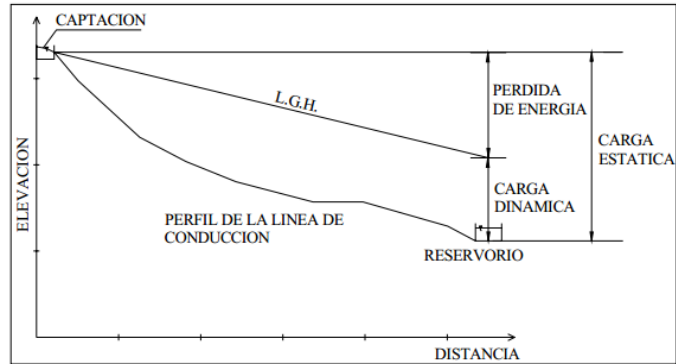 CAPTACION
L.G.H.
PERDIDA
DE ENERGIA
CARGA
ESTATICA
CARGA
DINAMICA
ELEVACION
PERFIL DE LA LINEA DE
CONDUCCION
RESERVORIO
DISTANCIA